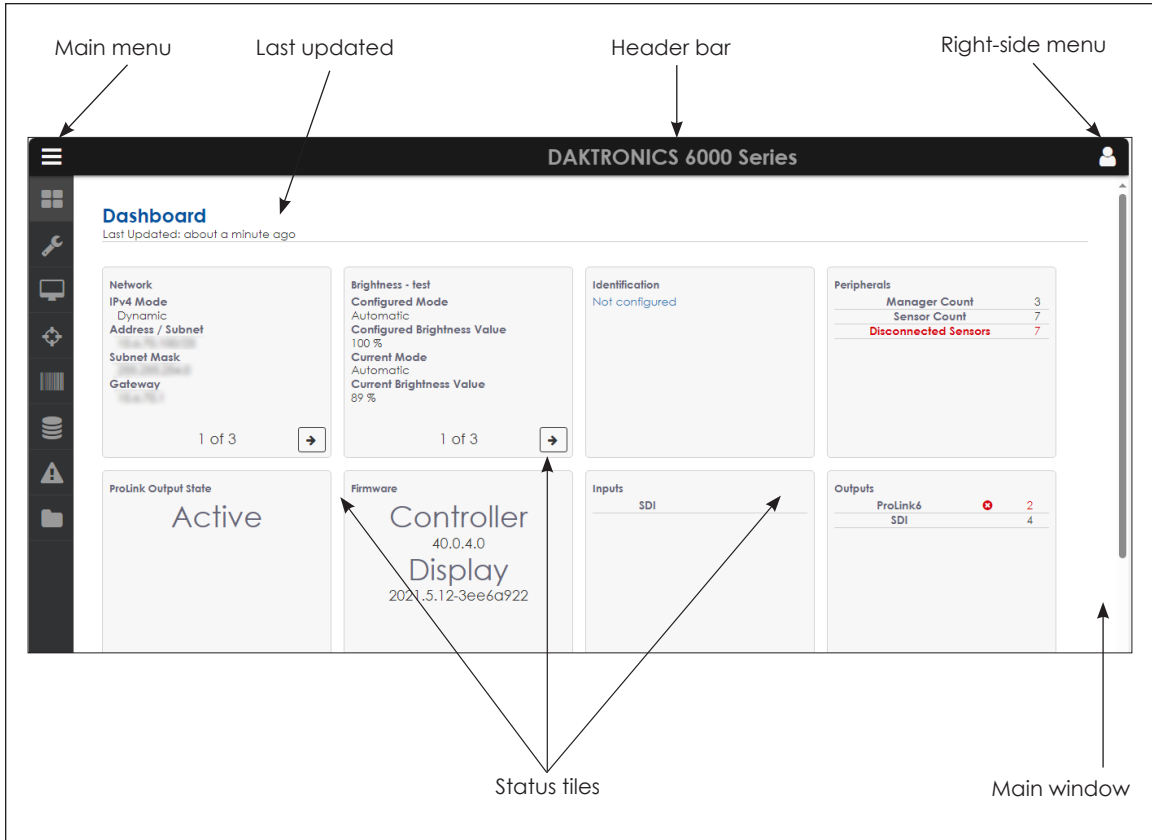 Main menu
Last updated
Header bar
Right-side menu
DAKTRONICS 6000 Series
Dashboard
Last Updated: about a minute ago
Network
IPv4 Mode
Dynamic
Address / Subnet
Subnet Mask
Gateway
1 of 3
Brightness - test
Configured Mode
Automatic
Configured Brightness Value
100 %
Current Mode
Automatic
Current Brightness Value
89 %
1 of 3
Identification
Not configured
Peripherals
Manager Count 3
Sensor Count 7
Disconnected Sensors 7
ProLink Output State
Active
Firmware
Controller
40.0.4.0
Display
2021.5.12-3ee6a922
Inputs
SDI
Outputs
ProLink6 2
SDI 4
Status tiles
Main window